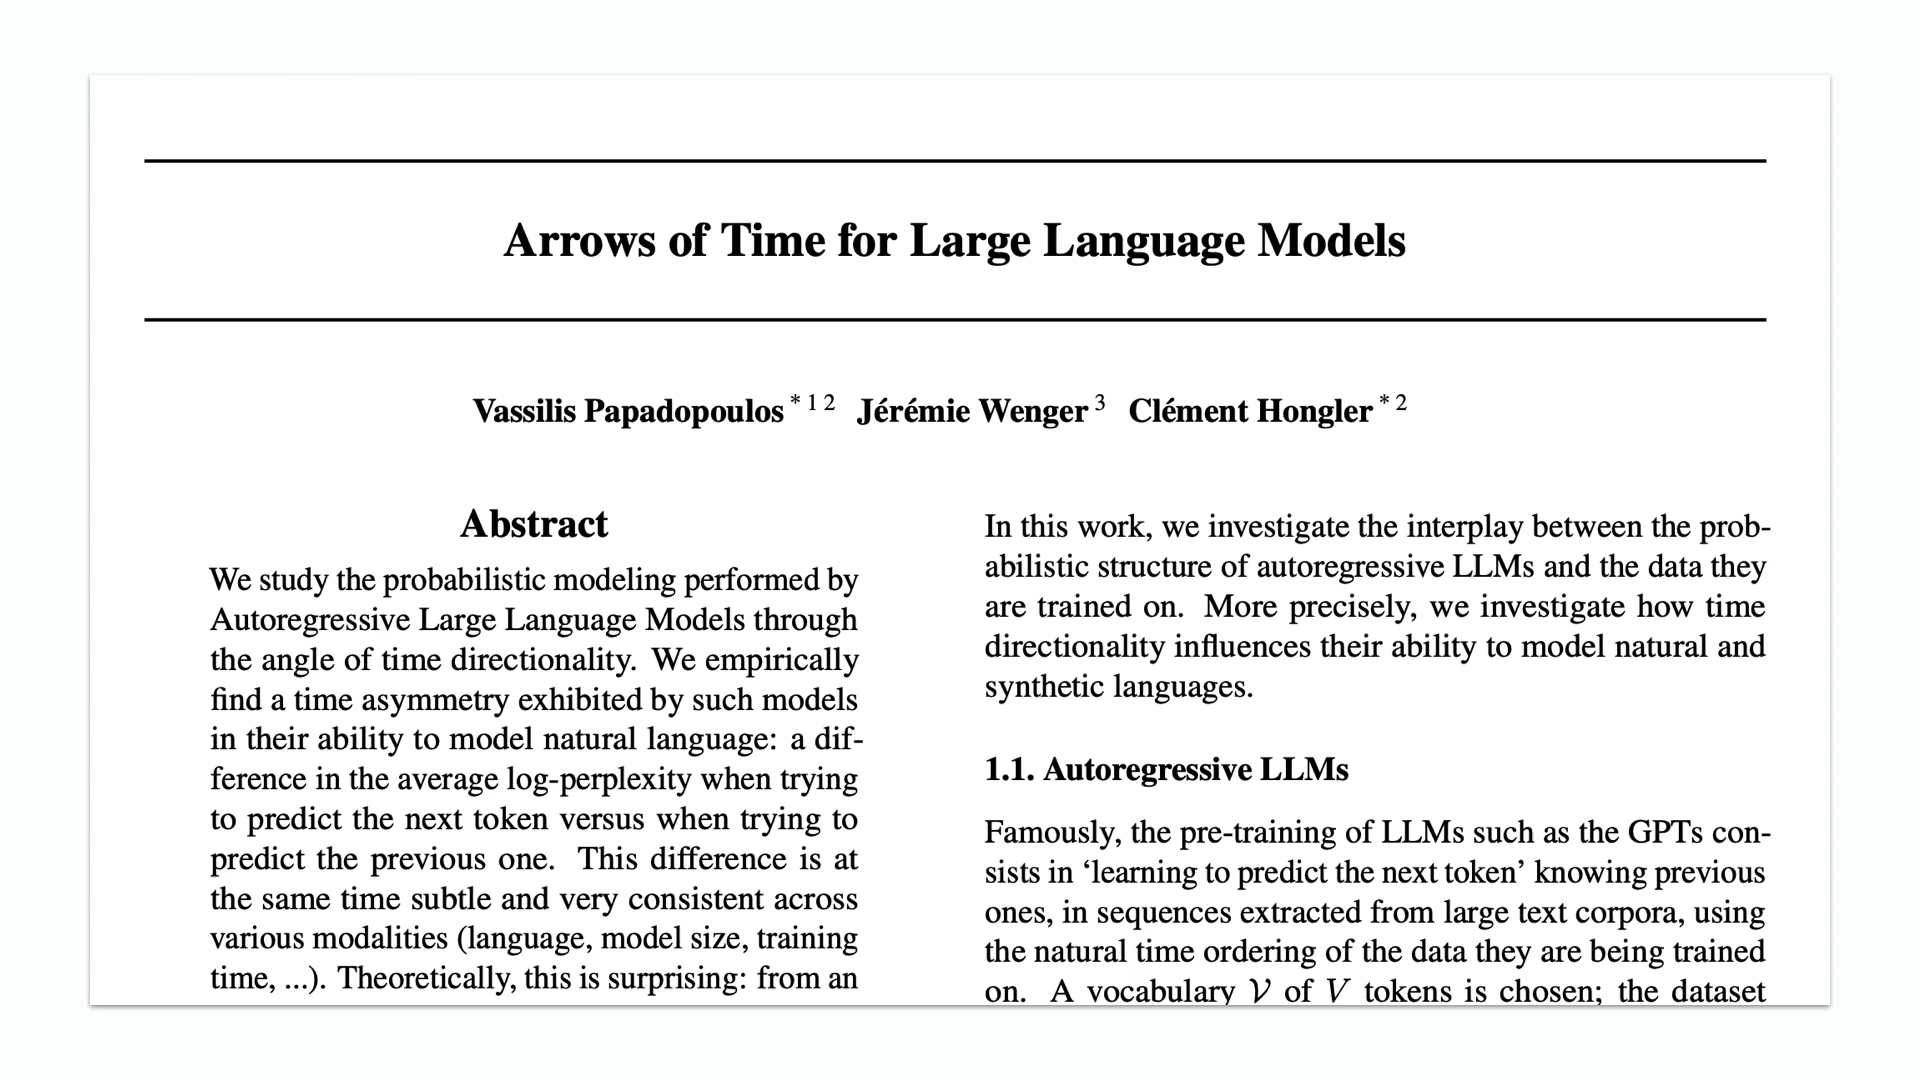 Arrows of Time for Large Language Models
Vassilis Papadopoulos * 1 2 Jérémie Wenger 3 Clément Hongler * 2
Abstract
We study the probabilistic modeling performed by
Autoregressive Large Language Models through
the angle of time directionality. We empirically
find a time asymmetry exhibited by such models
in their ability to model natural language: a dif-
ference in the average log-perplexity when trying
to predict the next token versus when trying to
predict the previous one. This difference is at
the same time subtle and very consistent across
various modalities (language, model size, training
time, ...). Theoretically, this is surprising: from an
In this work, we investigate the interplay between the prob-
abilistic structure of autoregressive LLMs and the data they
are trained on. More precisely, we investigate how time
directionality influences their ability to model natural and
synthetic languages.
1.1. Autoregressive LLMs
Famously, the pre-training of LLMs such as the GPTs con-
sists in ‘learning to predict the next token’ knowing previous
ones, in sequences extracted from large text corpora, using
the natural time ordering of the data they are being trained
on. A vocabulary 𝒱 of V tokens is chosen; the dataset